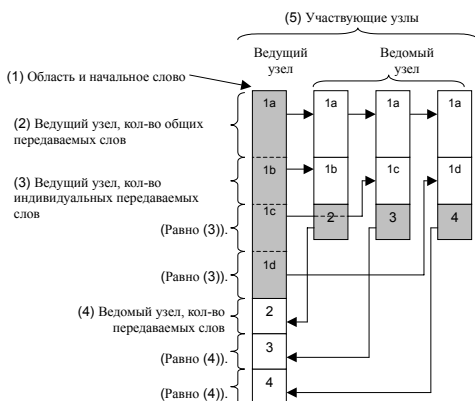 (5) Участвующие узлы
Ведущий
узел
Ведомый
узел
(1) Область и начальное слово
1a
1a
1a
1a
(2) Ведущий узел, кол-во общих
передаваемых слов
1b
1b
1c
1d
(3) Ведущий узел, кол-во
индивидуальных передаваемых
слов
1c
2
3
4
(Равно (3)).
1d
(Равно (3)).
(4) Ведомый узел, кол-во
передаваемых слов
2
3
(Равно (4)).
4
(Равно (4)).